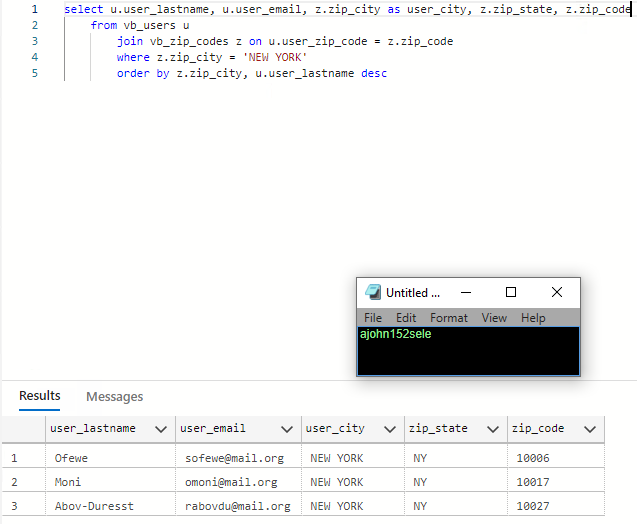 1 select u.user_lastname, u.user_email, z.zip_city as user_city, z.zip_state, z.zip_code
2 from vb_users u
3 join vb_zip_codes z on u.user_zip_code = z.zip_code
4 where z.zip_city = 'NEW YORK'
5 order by z.zip_city, u.user_lastname desc
Untitled ...
File Edit Format View Help
ajohn152sele
Results Messages
user_lastname user_email user_city zip_state zip_code
1 Ofewe sofewe@mail.org NEW YORK NY 10006
2 Moni omoni@mail.org NEW YORK NY 10017
3 Abov-Duresst rabovdu@mail.org NEW YORK NY 10027